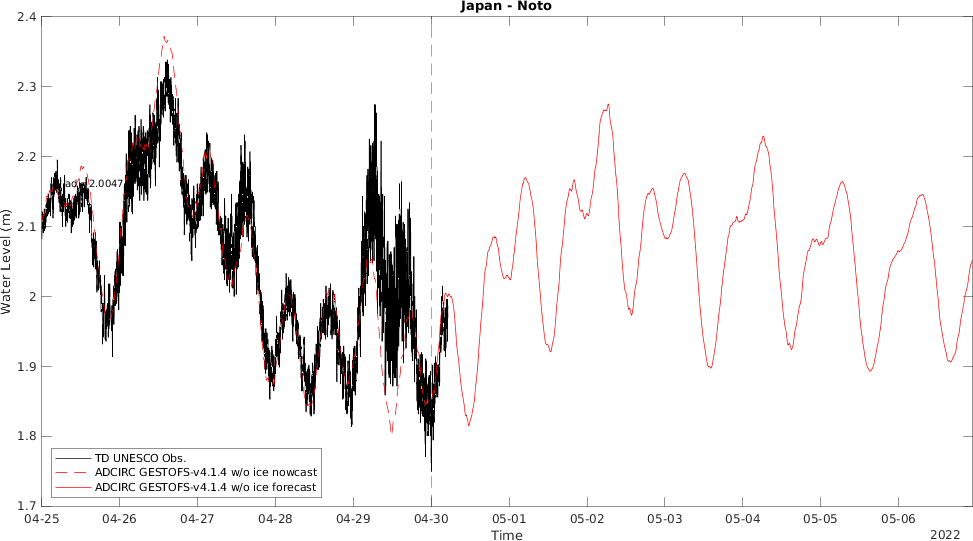 Japan - Noto
Water Level (m)
2.4
2.3
2.2
2.1
2
1.9
1.8
1.7
2.0047
TD UNESCO Obs.
ADCIRC GESTOFS-v4.1.4 w/o ice nowcast
ADCIRC GESTOFS-v4.1.4 w/o ice forecast
04-25 04-26 04-27 04-28 04-29 04-30 05-01 05-02 05-03 05-04 05-05 05-06
Time
2022